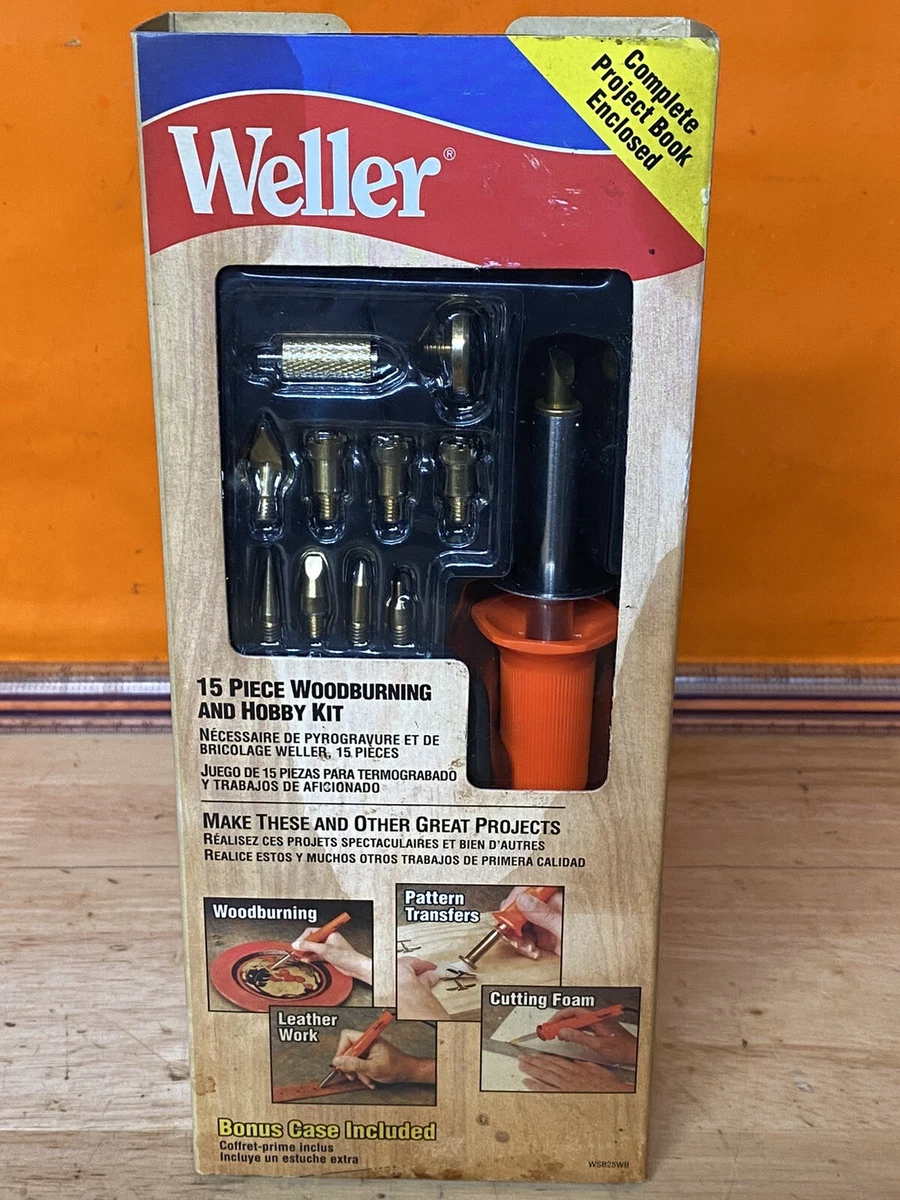 Complete
Project Book
Enclosed
Weller®
15 PIECE WOODBURNING
AND HOBBY KIT
NÉCESSAIRE DE PYROGRAVURE ET DE
BRICOLAGE WELLER, 15 PIÈCES
JUEGO DE 15 PIEZAS PARA TERMOGRABADO
Y TRABAJOS DE AFICIONADO
MAKE THESE AND OTHER GREAT PROJECTS
RÉALISEZ CES PROJETS SPECTACULAIRES ET BIEN D'AUTRES
REALICE ESTOS Y MUCHOS OTROS TRABAJOS DE PRIMERA CALIDAD
Woodburning
Pattern
Transfers
Leather
Work
Cutting Foam
Bonus Case Included
Coffret-prime inclus
Incluye un estuche extra
WSB25WB